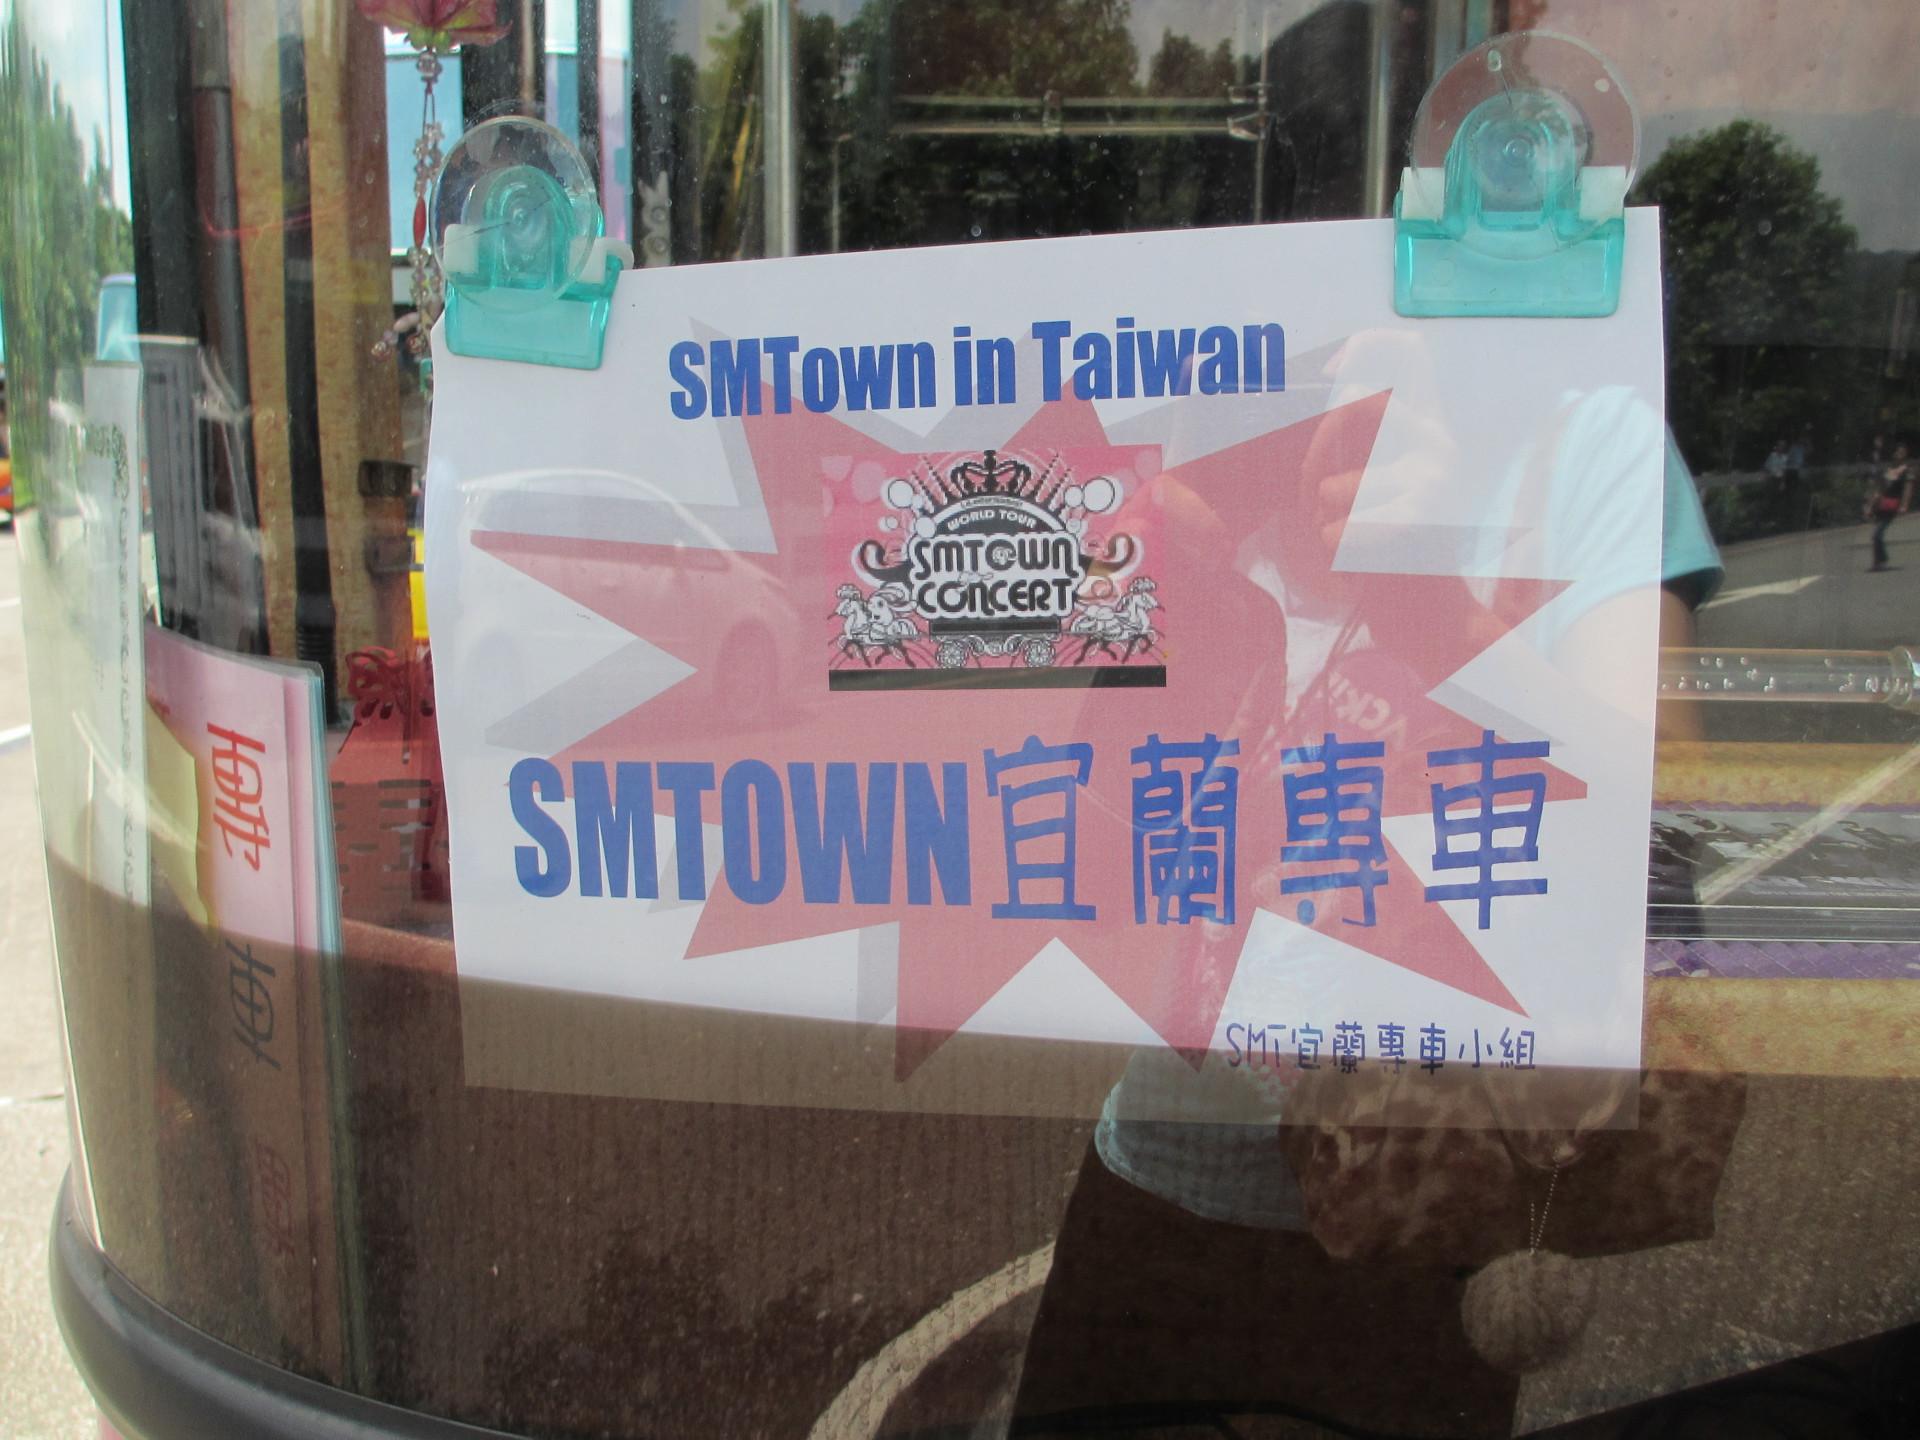 SMTown in Taiwan
WORLD TOUR
SMTOWN
CONCERT
SMTOWN宜蘭專車
SMT宜蘭專車小組